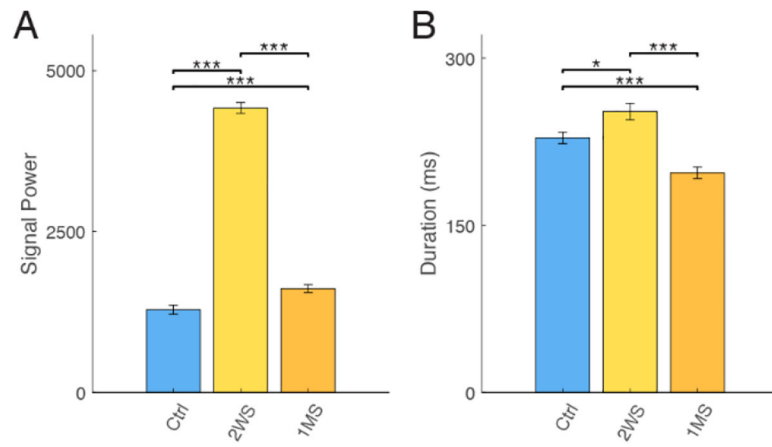 A
B
Signal Power
5000
2500
0
***
***
***
Ctrl
2WS
1MS
Duration (ms)
300
150
0
***
*
***
Ctrl
2WS
1MS